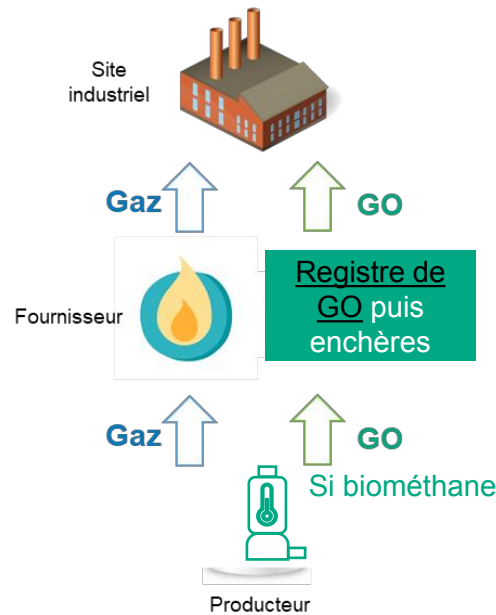 Site
industriel
Gaz
GO
Fournisseur
Registre de
GO puis
enchères
Gaz
GO
Si biométhane
Producteur